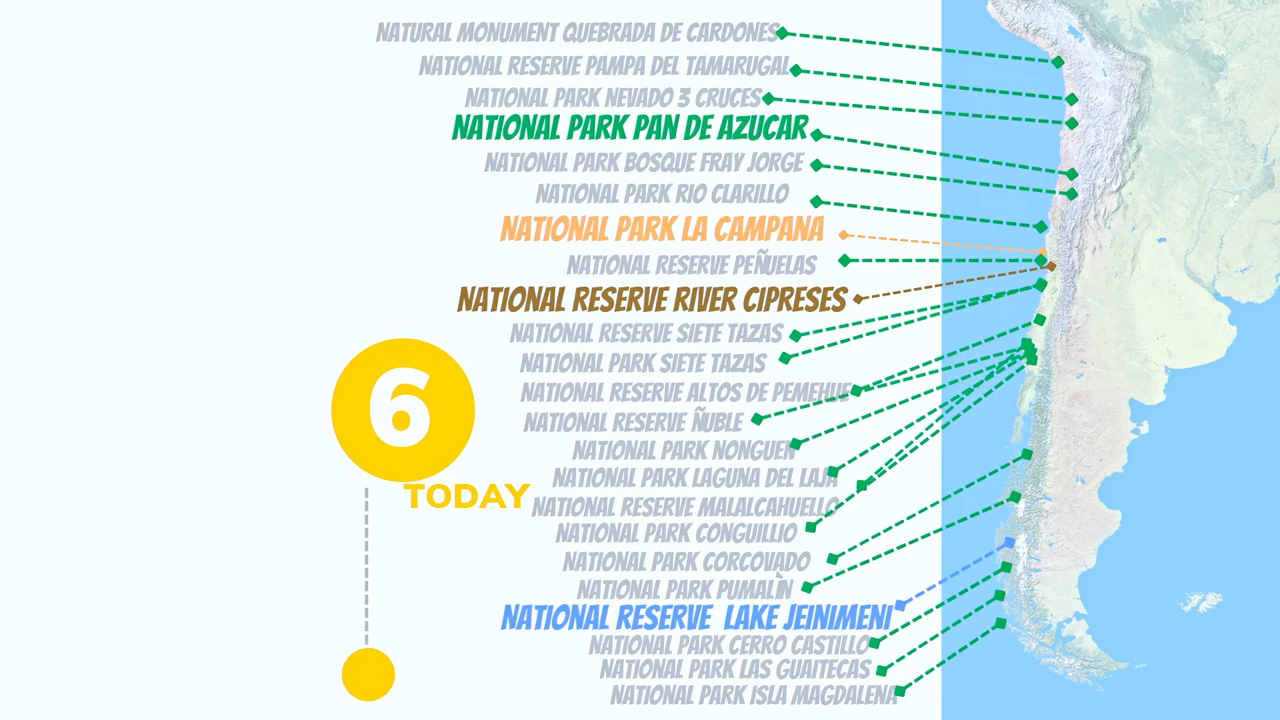 NATURAL MONUMENT QUEBRADA DE CARDONES
NATIONAL RESERVE PAMPA DEL TAMARUGAL
NATIONAL PARK NEVADO 3 CRUCES
NATIONAL PARK PAN DE AZUCAR
NATIONAL PARK BOSQUE FRAY JORGE
NATIONAL PARK RIO CLARILLO
NATIONAL PARK LA CAMPANA
NATIONAL RESERVE PEÑUELAS
NATIONAL RESERVE RIVER CIPRESES
NATIONAL RESERVE SIETE TAZAS
NATIONAL PARK SIETE TAZAS
NATIONAL RESERVE ALTOS DE PEMEHUE
NATIONAL RESERVE ÑUBLE
NATIONAL PARK NONGUEN
NATIONAL PARK LAGUNA DEL LAJA
NATIONAL RESERVE MALALCAHUELLO
NATIONAL PARK CONGUILLIO
NATIONAL PARK CORCOVADO
NATIONAL PARK PUMALÌN
NATIONAL RESERVE LAKE JEINIMENI
NATIONAL PARK CERRO CASTILLO
NATIONAL PARK LAS GUAITECAS
NATIONAL PARK ISLA MAGDALENA
6
TODAY